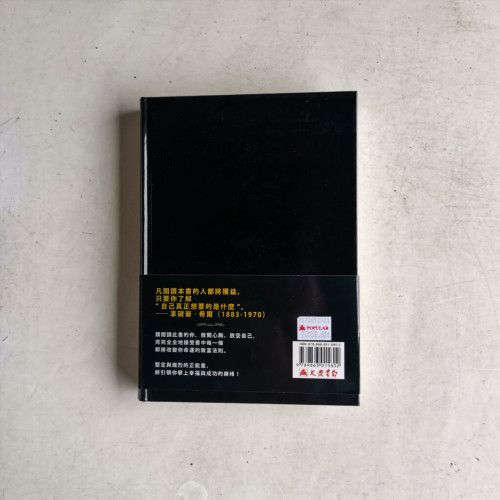 凡閱讀本書的人都將獲益,
只要你了解
“自己真正想要的是什麼”。
——拿破崙·希爾(1883-1970)
請閱讀此書的你,敞開心胸、放空自己,
完完全全地接受書中每一條
即將改變你命運的致富法則。
堅定與熾烈的正能量,
將引領你攀上幸福與成功的巔峰!
POPULAR
大眾書局